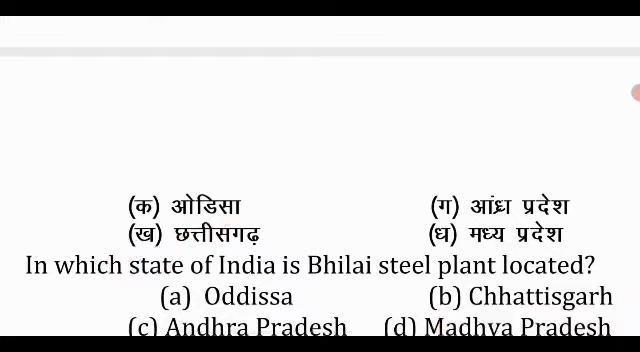 (क) ओडिसा (ग) आंध्रा प्रदेश
(ख) छत्तीसगढ़ (घ) मध्य प्रदेश
In which state of India is Bhilai steel plant located?
(a) Oddissa (b) Chhattisgarh
(c) Andhra Pradesh (d) Madhya Pradesh